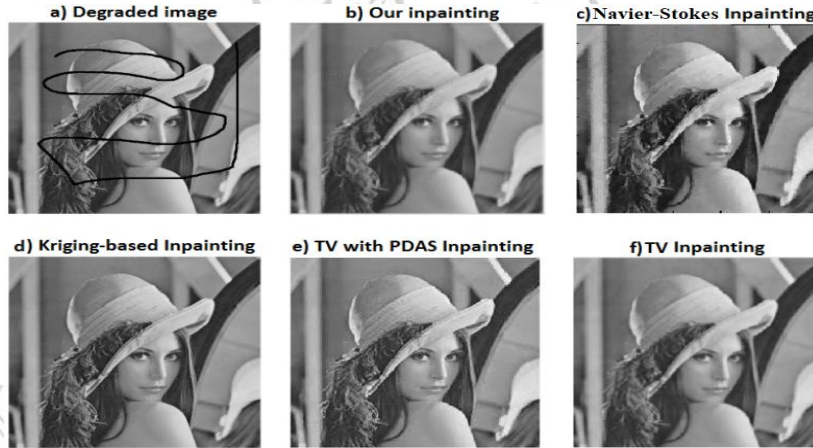 a) Degraded image
b) Our inpainting
c) Navier-Stokes Inpainting
d) Kriging-based Inpainting
e) TV with PDAS Inpainting
f) TV Inpainting